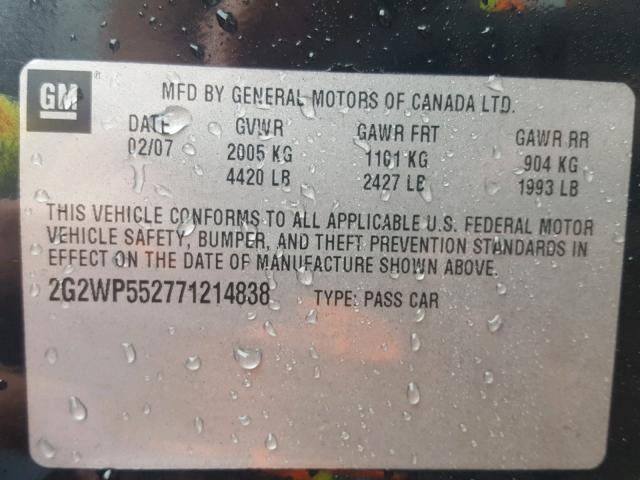 GM ®
MFD BY GENERAL MOTORS OF CANADA LTD.
DATE GVWR GAWR FRT GAWR RR
02/07 2005 KG 1101 KG 904 KG
4420 LB 2427 LB 1993 LB
THIS VEHICLE CONFORMS TO ALL APPLICABLE U.S. FEDERAL MOTOR
VEHICLE SAFETY, BUMPER, AND THEFT PREVENTION STANDARDS IN
EFFECT ON THE DATE OF MANUFACTURE SHOWN ABOVE.
2G2WP552771214838 TYPE: PASS CAR